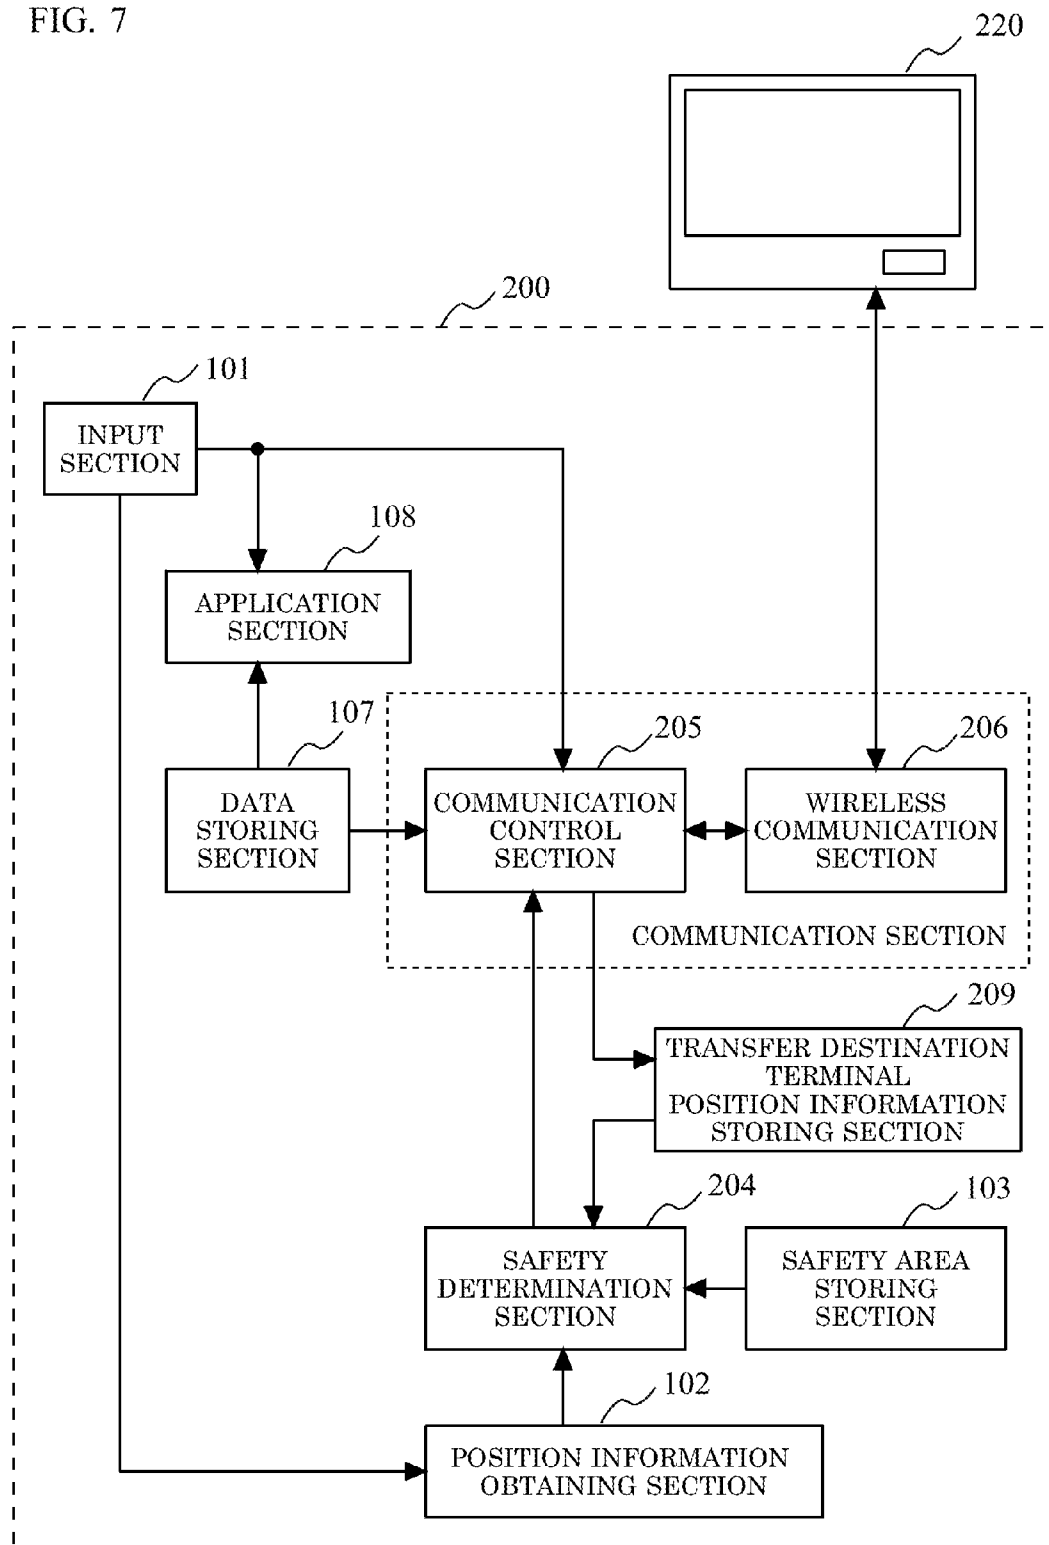 FIG. 7
220
200
101
INPUT
SECTION
108
APPLICATION
SECTION
107
DATA
STORING
SECTION
205
COMMUNICATION
CONTROL
SECTION
206
WIRELESS
COMMUNICATION
SECTION
COMMUNICATION SECTION
209
TRANSFER DESTINATION
TERMINAL
POSITION INFORMATION
STORING SECTION
204
SAFETY
DETERMINATION
SECTION
103
SAFETY AREA
STORING
SECTION
102
POSITION INFORMATION
OBTAINING SECTION